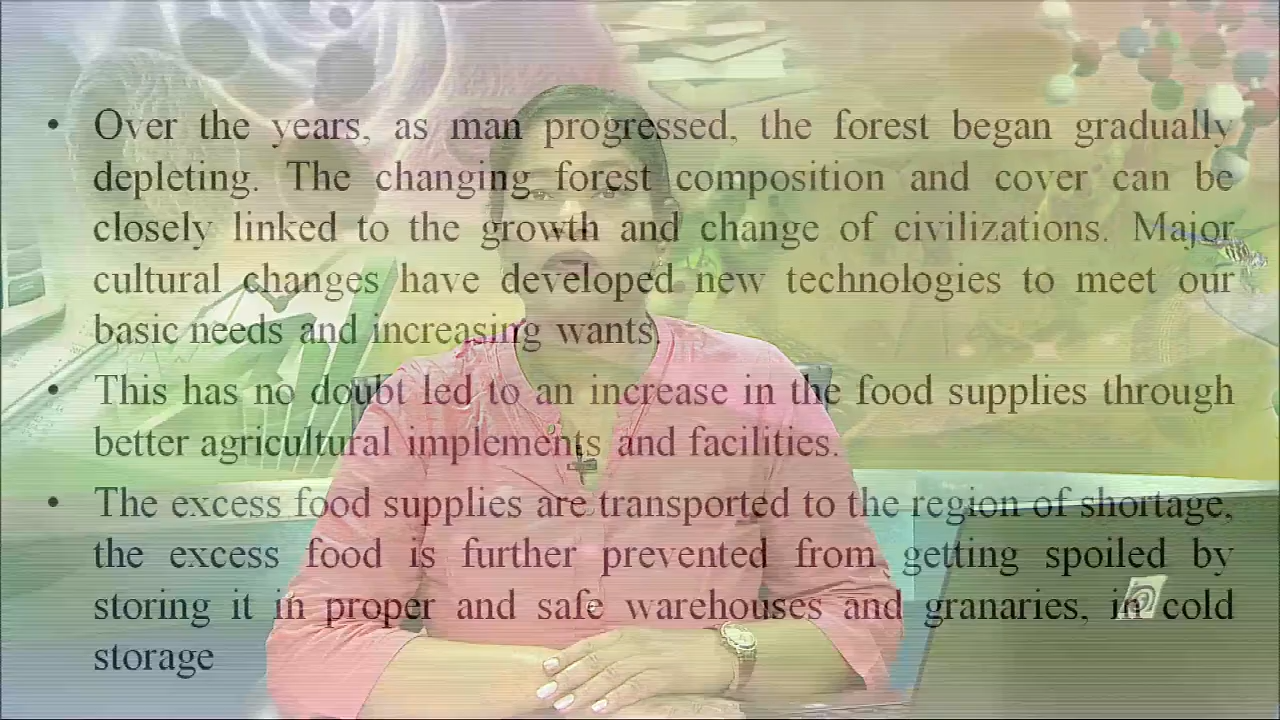 • Over the years, as man progressed, the forest began gradually
depleting. The changing forest composition and cover can be
closely linked to the growth and change of civilizations. Major
cultural changes have developed new technologies to meet our
basic needs and increasing wants.
• This has no doubt led to an increase in the food supplies through
better agricultural implements and facilities.
• The excess food supplies are transported to the region of shortage,
the excess food is further prevented from getting spoiled by
storing it in proper and safe warehouses and granaries, in cold
storage